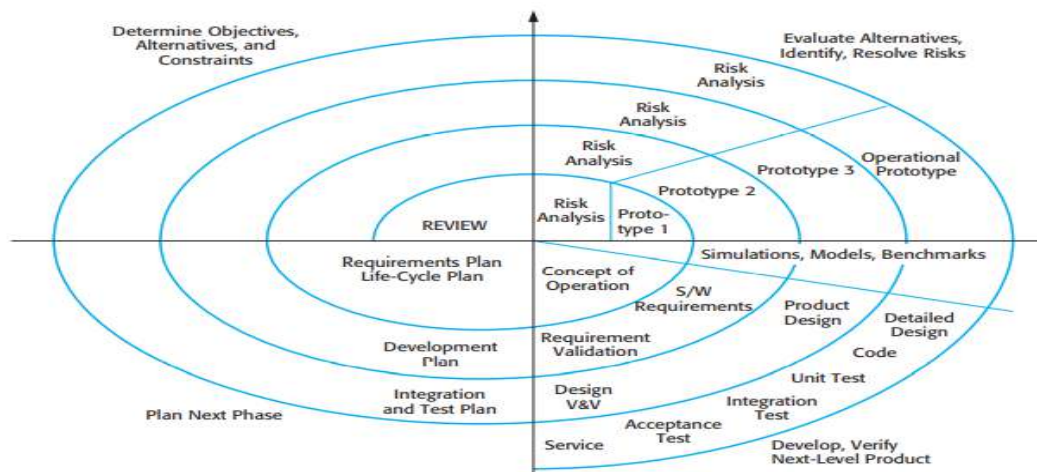 Determine Objectives,
Alternatives, and
Constraints
Evaluate Alternatives,
Identify, Resolve Risks
Risk
Analysis
Risk
Analysis
Risk
Analysis
Risk
Analysis
REVIEW
Proto-
type 1
Prototype 2
Prototype 3
Operational
Prototype
Simulations, Models, Benchmarks
Requirements Plan
Life-Cycle Plan
Concept of
Operation
S/W
Requirements
Product
Design
Detailed
Design
Development
Plan
Requirement
Validation
Code
Unit Test
Integration
and Test Plan
Design
V&V
Integration
Test
Plan Next Phase
Acceptance
Test
Service
Develop, Verify
Next-Level Product